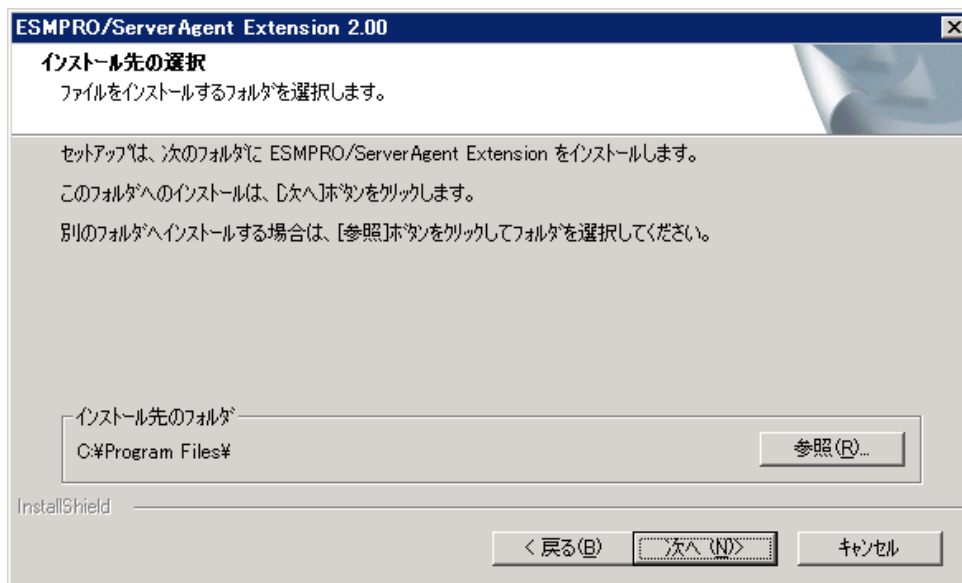 ESMPRO/ServerAgent Extension 2.00
インストール先の選択
ファイルをインストールするフォルダを選択します。
セットアップは、次のフォルダに ESMPRO/ServerAgent Extension をインストールします。
このフォルダへのインストールは、[次へ]ボタンをクリックします。
別のフォルダへインストールする場合は、[参照]ボタンをクリックしてフォルダを選択してください。
インストール先のフォルダ
C:¥Program Files¥
参照(R)...
InstallShield
< 戻る(B)
次へ (N)>
キャンセル